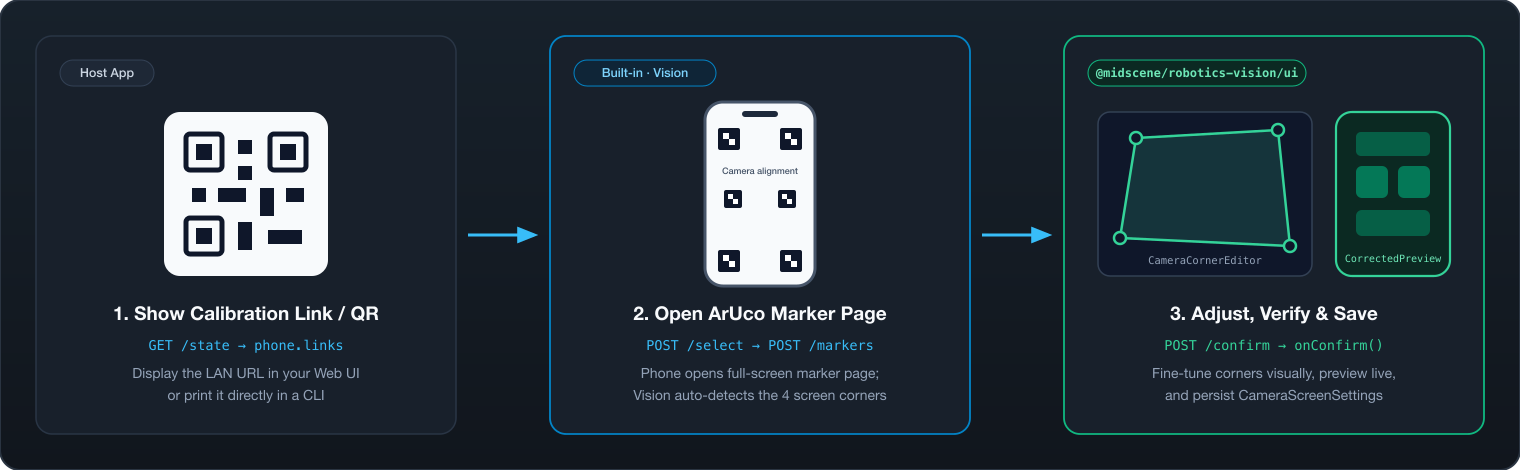 Host App
1. Show Calibration Link / QR
GET /state → phone.links
Display the LAN URL in your Web UI
or print it directly in a CLI
Built-in · Vision
Camera alignment
2. Open ArUco Marker Page
POST /select → POST /markers
Phone opens full-screen marker page;
Vision auto-detects the 4 screen corners
@midscene/robotics-vision/ui
CameraCornerEditor
CorrectedPreview
3. Adjust, Verify & Save
POST /confirm → onConfirm()
Fine-tune corners visually, preview live,
and persist CameraScreenSettings